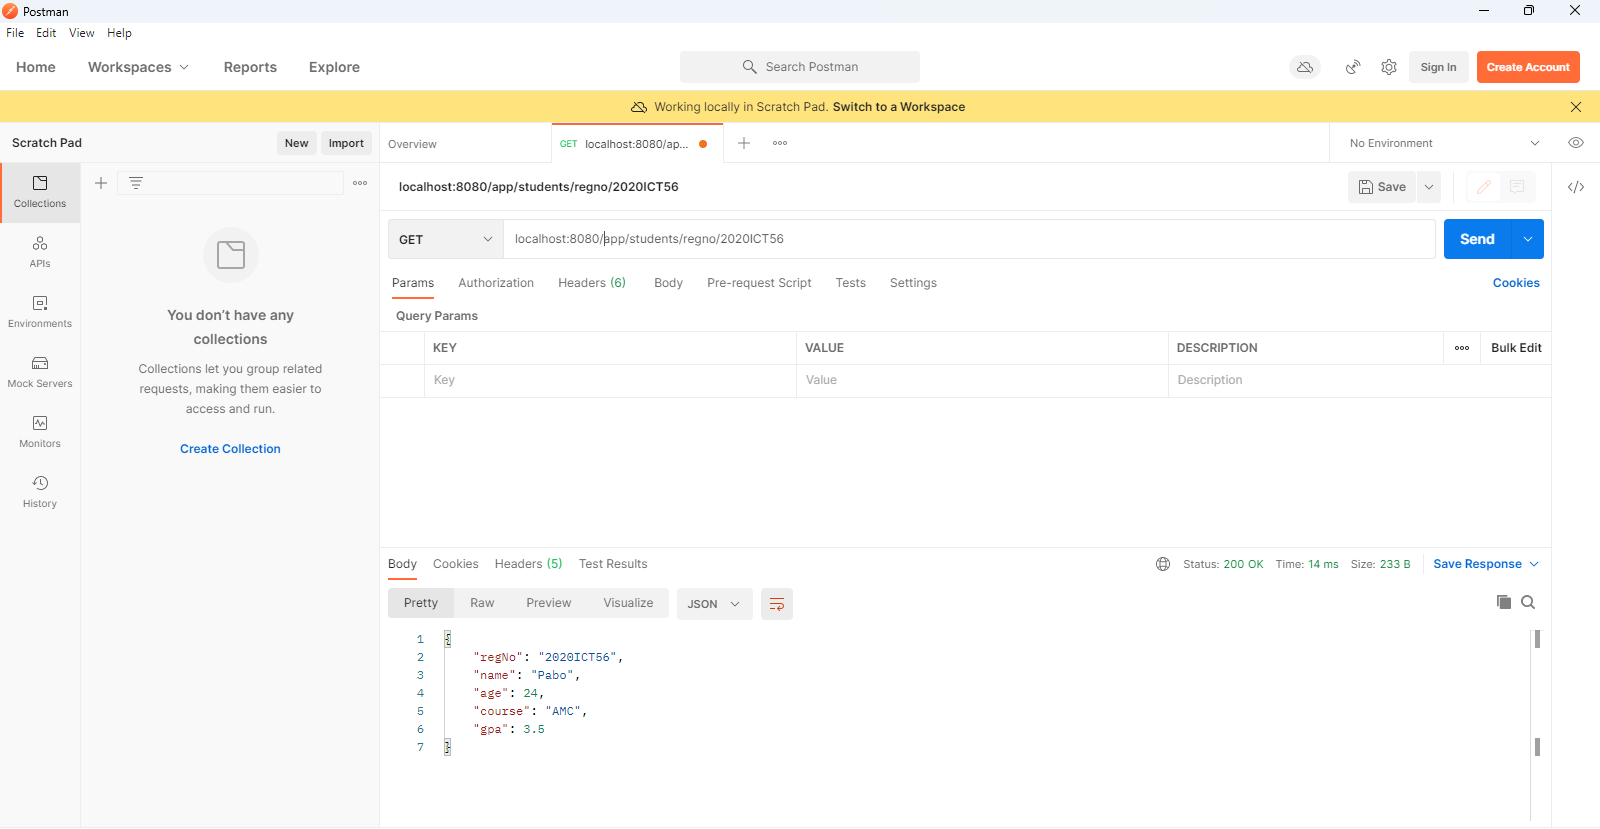 Postman
File Edit View Help
Home Workspaces Reports Explore Search Postman Sign In Create Account
Working locally in Scratch Pad. Switch to a Workspace
Scratch Pad New Import Overview GET localhost:8080/ap... No Environment
Collections
APIs
Environments
Mock Servers
Monitors
History
You don't have any
collections
Collections let you group related
requests, making them easier to
access and run.
Create Collection
localhost:8080/app/students/regno/2020ICT56 Save
GET localhost:8080/app/students/regno/2020ICT56 Send
Params Authorization Headers (6) Body Pre-request Script Tests Settings Cookies
Query Params
KEY VALUE DESCRIPTION Bulk Edit
Key Value Description
Body Cookies Headers (5) Test Results Status: 200 OK Time: 14 ms Size: 233 B Save Response
Pretty Raw Preview Visualize JSON
1 {
2 "regNo": "2020ICT56",
3 "name": "Pabo",
4 "age": 24,
5 "course": "AMC",
6 "gpa": 3.5
7 }